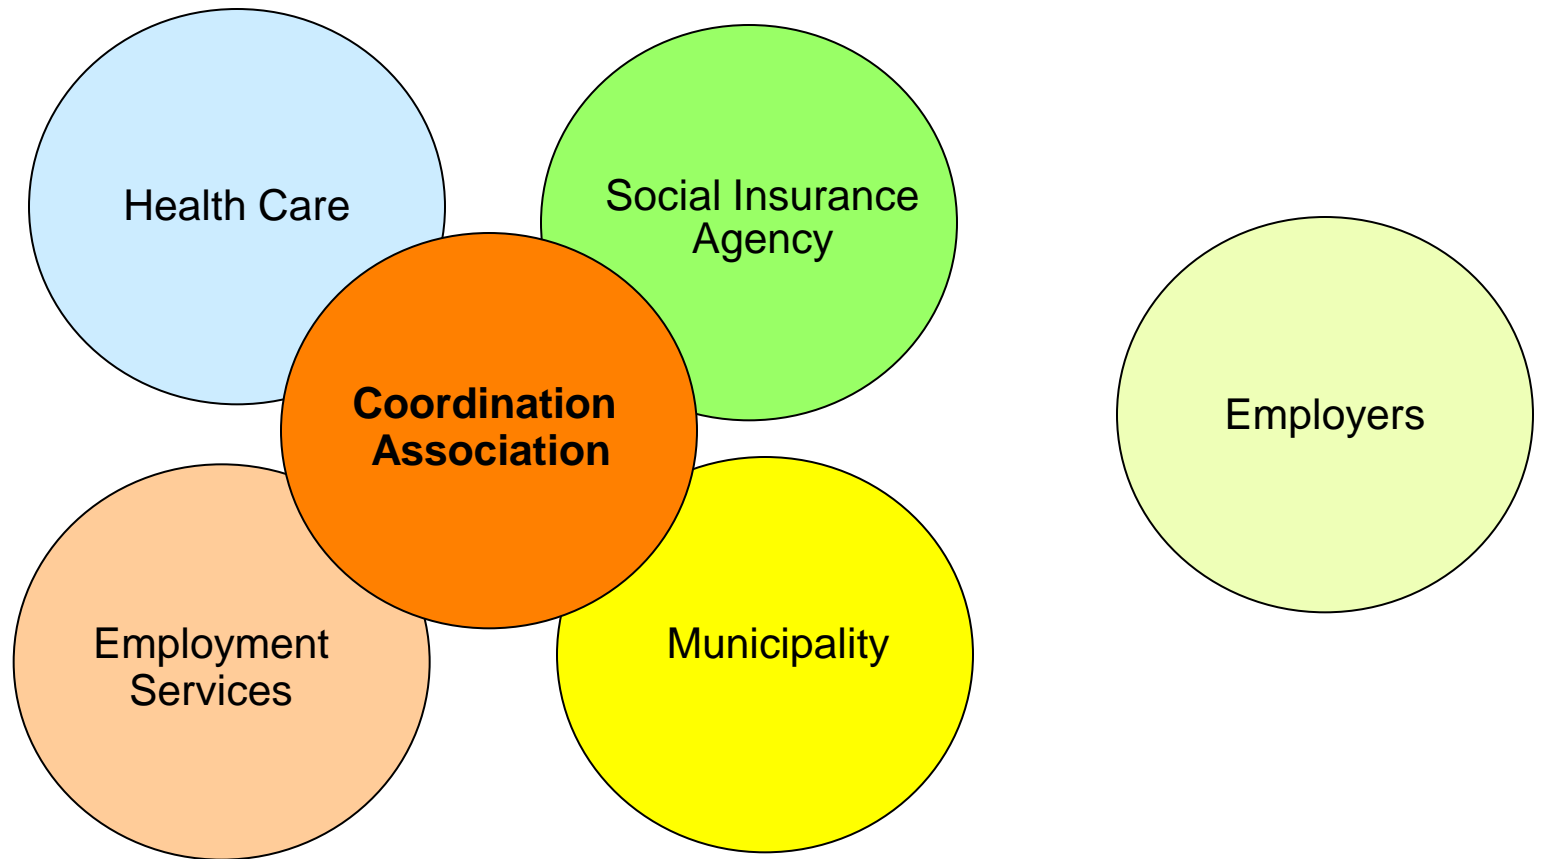 Health Care
Social Insurance
Agency
Coordination
Association
Employers
Employment
Services
Municipality